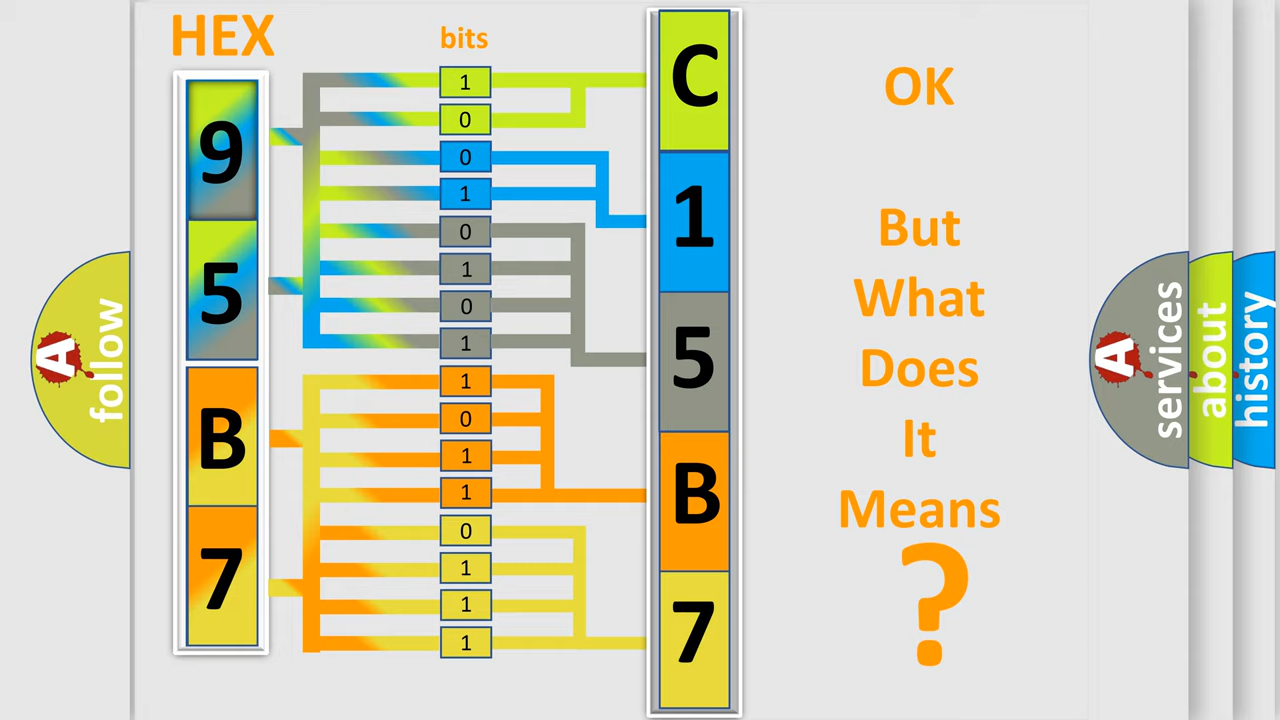 HEX
bits
9
5
B
7
1
0
0
1
0
1
0
1
1
0
1
1
0
1
1
1
C
1
5
B
7
OK
But
What
Does
It
Means
?
A
follow
A
services
about
history